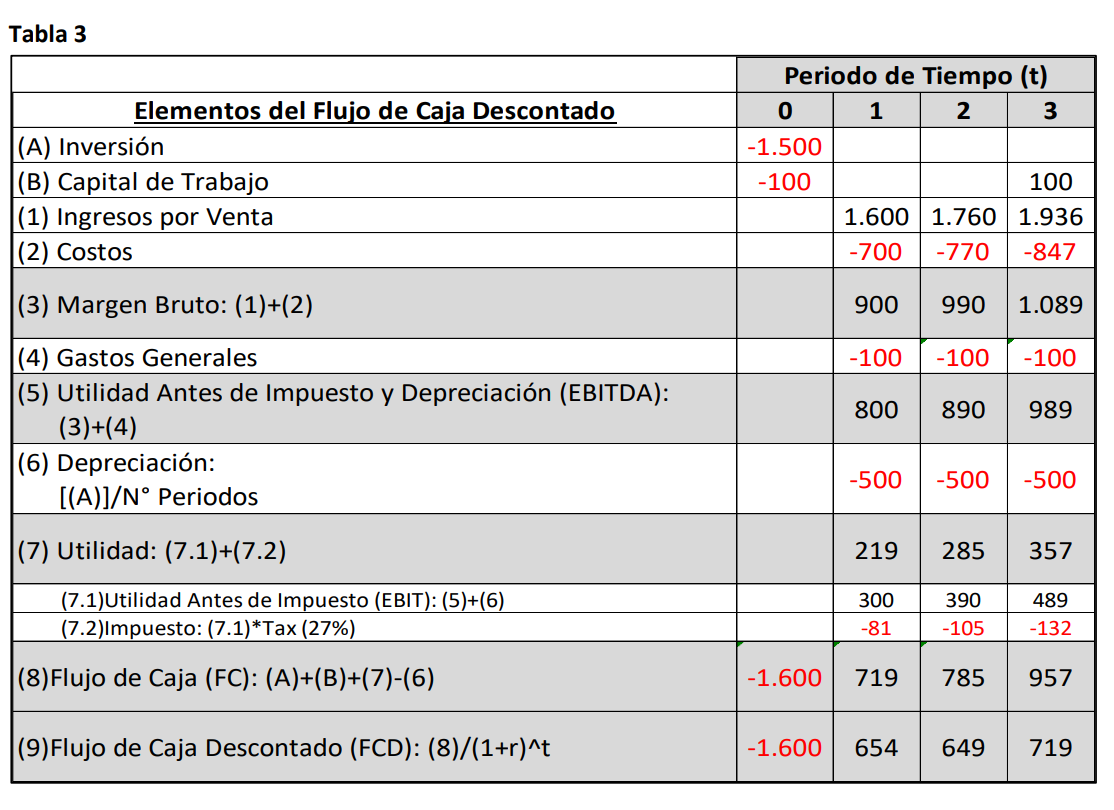 Tabla 3
Periodo de Tiempo (t)
Elementos del Flujo de Caja Descontado 0 1 2 3
(A) Inversión -1.500
(B) Capital de Trabajo -100 100
(1) Ingresos por Venta 1.600 1.760 1.936
(2) Costos -700 -770 -847
(3) Margen Bruto: (1)+(2) 900 990 1.089
(4) Gastos Generales -100 -100 -100
(5) Utilidad Antes de Impuesto y Depreciación (EBITDA):
(3)+(4) 800 890 989
(6) Depreciación:
[(A)]/N° Periodos -500 -500 -500
(7) Utilidad: (7.1)+(7.2) 219 285 357
(7.1)Utilidad Antes de Impuesto (EBIT): (5)+(6) 300 390 489
(7.2)Impuesto: (7.1)*Tax (27%) -81 -105 -132
(8)Flujo de Caja (FC): (A)+(B)+(7)-(6) -1.600 719 785 957
(9)Flujo de Caja Descontado (FCD): (8)/(1+r)^t -1.600 654 649 719